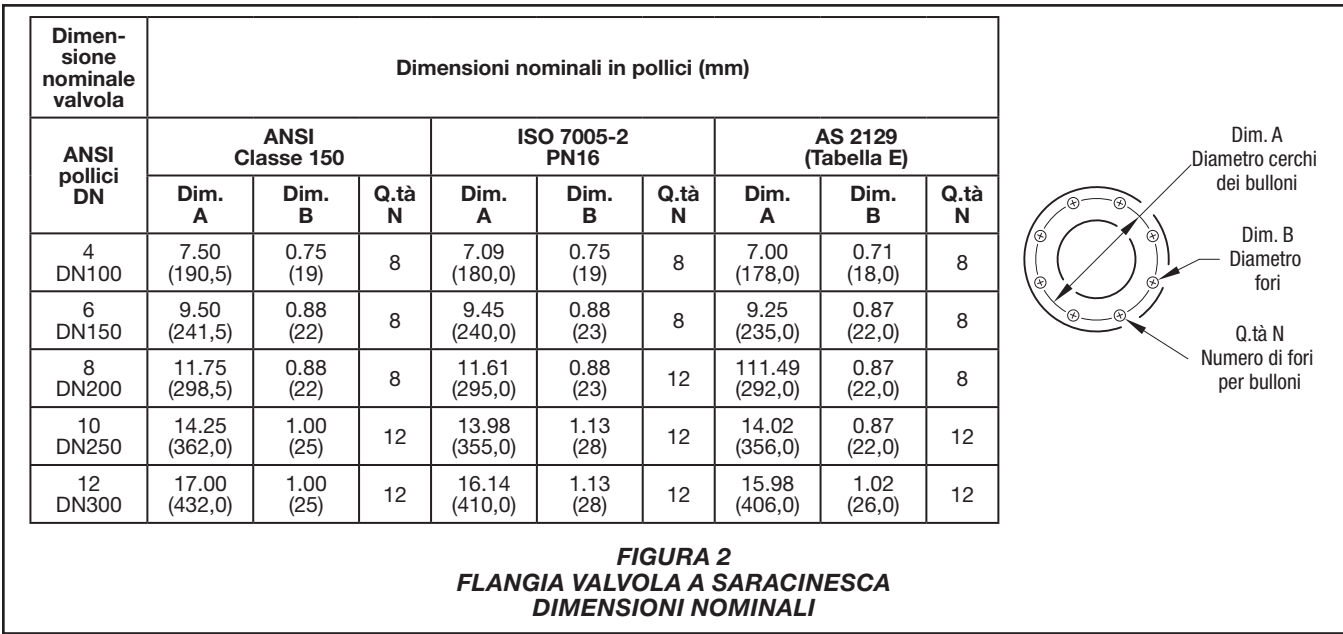 Dimen-
sione
nominale
valvola
Dimensioni nominali in pollici (mm)
ANSI
pollici
DN
ANSI
Classe 150
ISO 7005-2
PN16
AS 2129
(Tabella E)
Dim.
A
Dim.
B
Q.tà
N
Dim.
A
Dim.
B
Q.tà
N
Dim.
A
Dim.
B
Q.tà
N
4
DN100
7.50
(190,5)
0.75
(19)
8
7.09
(180,0)
0.75
(19)
8
7.00
(178,0)
0.71
(18,0)
8
6
DN150
9.50
(241,5)
0.88
(22)
8
9.45
(240,0)
0.88
(23)
8
9.25
(235,0)
0.87
(22,0)
8
8
DN200
11.75
(298,5)
0.88
(22)
8
11.61
(295,0)
0.88
(23)
12
111.49
(292,0)
0.87
(22,0)
8
10
DN250
14.25
(362,0)
1.00
(25)
12
13.98
(355,0)
1.13
(28)
12
14.02
(356,0)
0.87
(22,0)
12
12
DN300
17.00
(432,0)
1.00
(25)
12
16.14
(410,0)
1.13
(28)
12
15.98
(406,0)
1.02
(26,0)
12
Dim. A
Diametro cerchi
dei bulloni
Dim. B
Diametro
fori
Q.tà N
Numero di fori
per bulloni
FIGURA 2
FLANGIA VALVOLA A SARACINESCA
DIMENSIONI NOMINALI